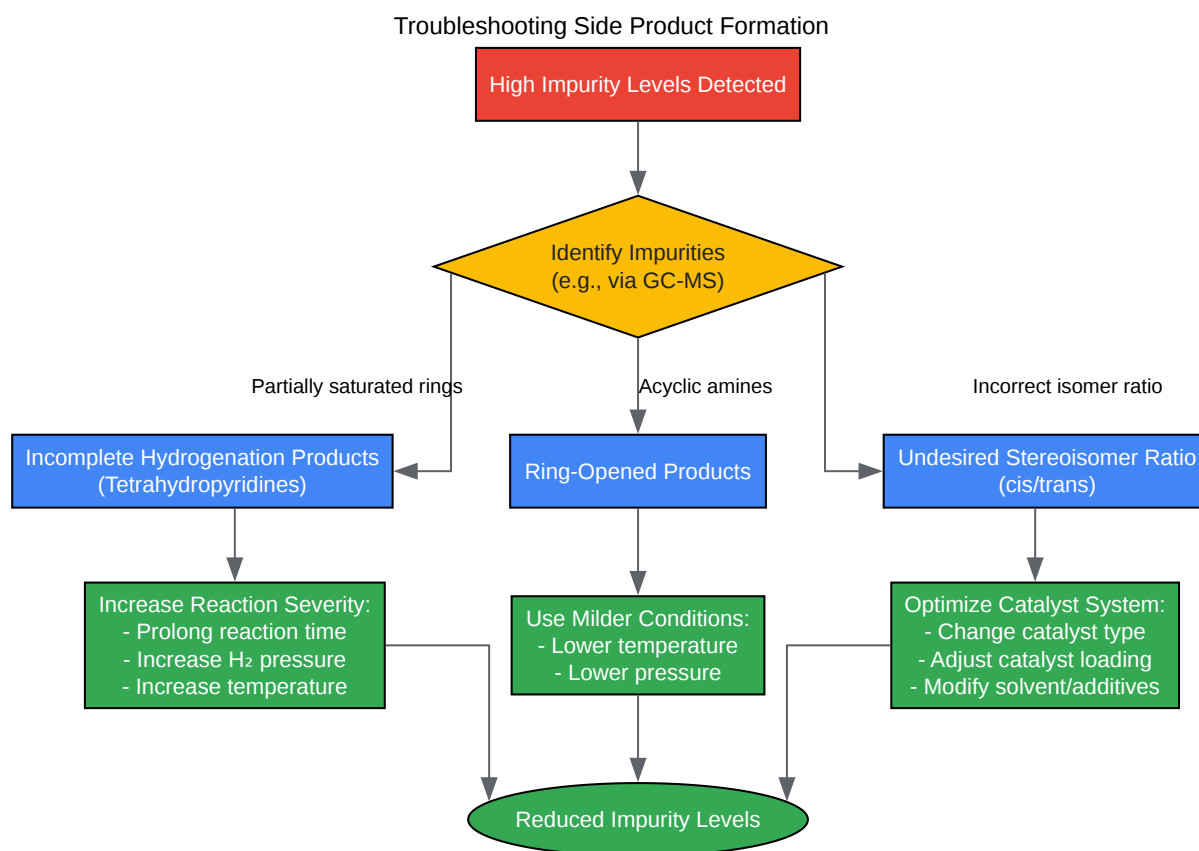 Troubleshooting Side Product Formation
High Impurity Levels Detected
Identify Impurities
(e.g., via GC-MS)
Partially saturated rings
Acyclic amines
Incorrect isomer ratio
Incomplete Hydrogenation Products
(Tetrahydropyridines)
Ring-Opened Products
Undesired Stereoisomer Ratio
(cis/trans)
Increase Reaction Severity:
- Prolong reaction time
- Increase H₂ pressure
- Increase temperature
Use Milder Conditions:
- Lower temperature
- Lower pressure
Optimize Catalyst System:
- Change catalyst type
- Adjust catalyst loading
- Modify solvent/additives
Reduced Impurity Levels